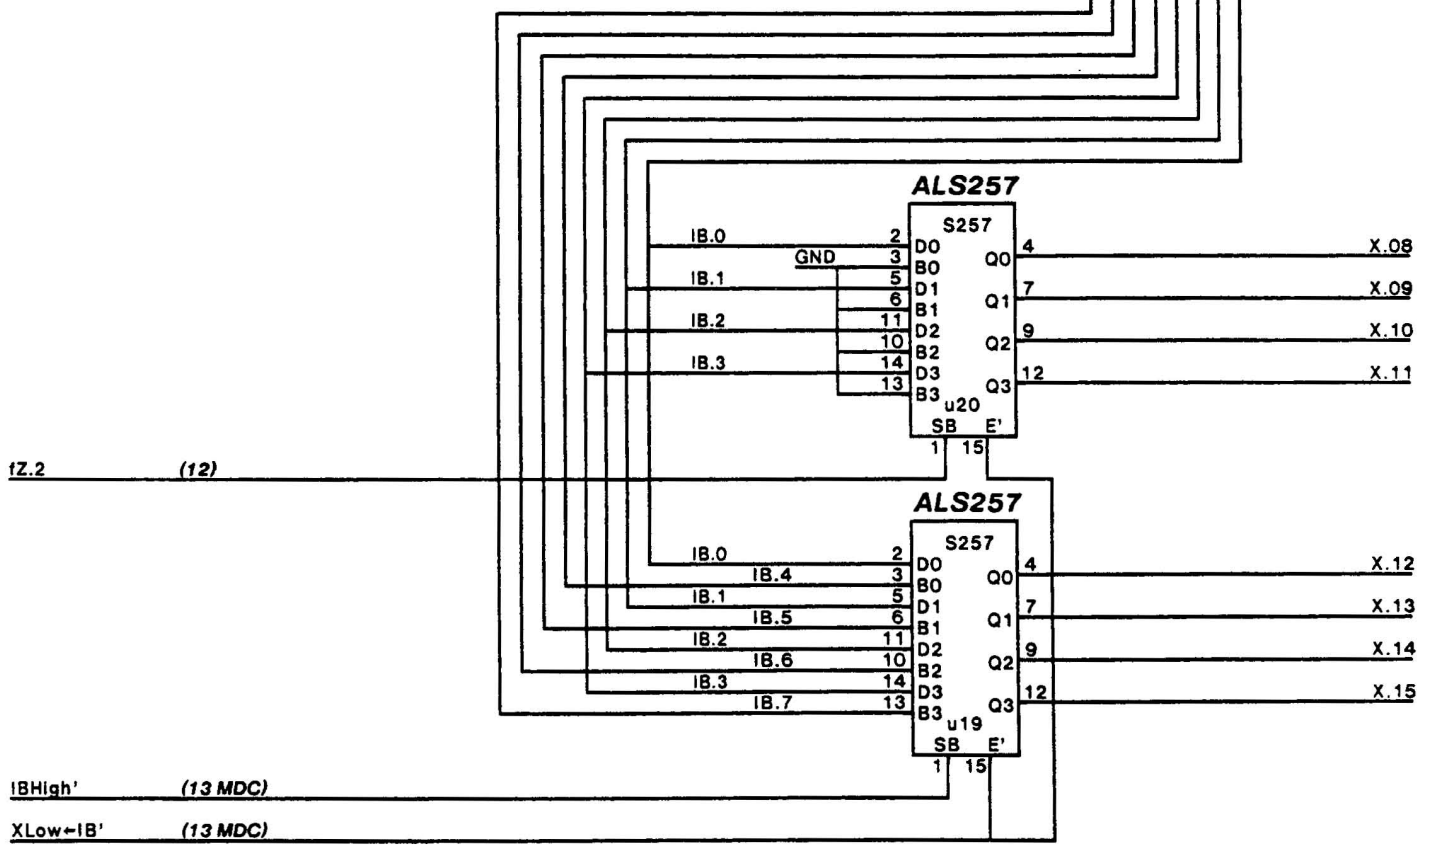 ALS257
S257
IB.0 2 D0 Q0 4 X.08
GND 3 B0
IB.1 5 D1 Q1 7 X.09
6 B1
IB.2 11 D2 Q2 9 X.10
10 B2
IB.3 14 D3 Q3 12 X.11
13 B3
u20
SB E'
1 15
fZ.2 (12)
ALS257
S257
IB.0 2 D0 Q0 4 X.12
IB.4 3 B0
IB.1 5 D1 Q1 7 X.13
IB.5 6 B1
IB.2 11 D2 Q2 9 X.14
IB.6 10 B2
IB.3 14 D3 Q3 12 X.15
IB.7 13 B3
u19
SB E'
1 15
IBHigh' (13 MDC)
XLow←IB' (13 MDC)